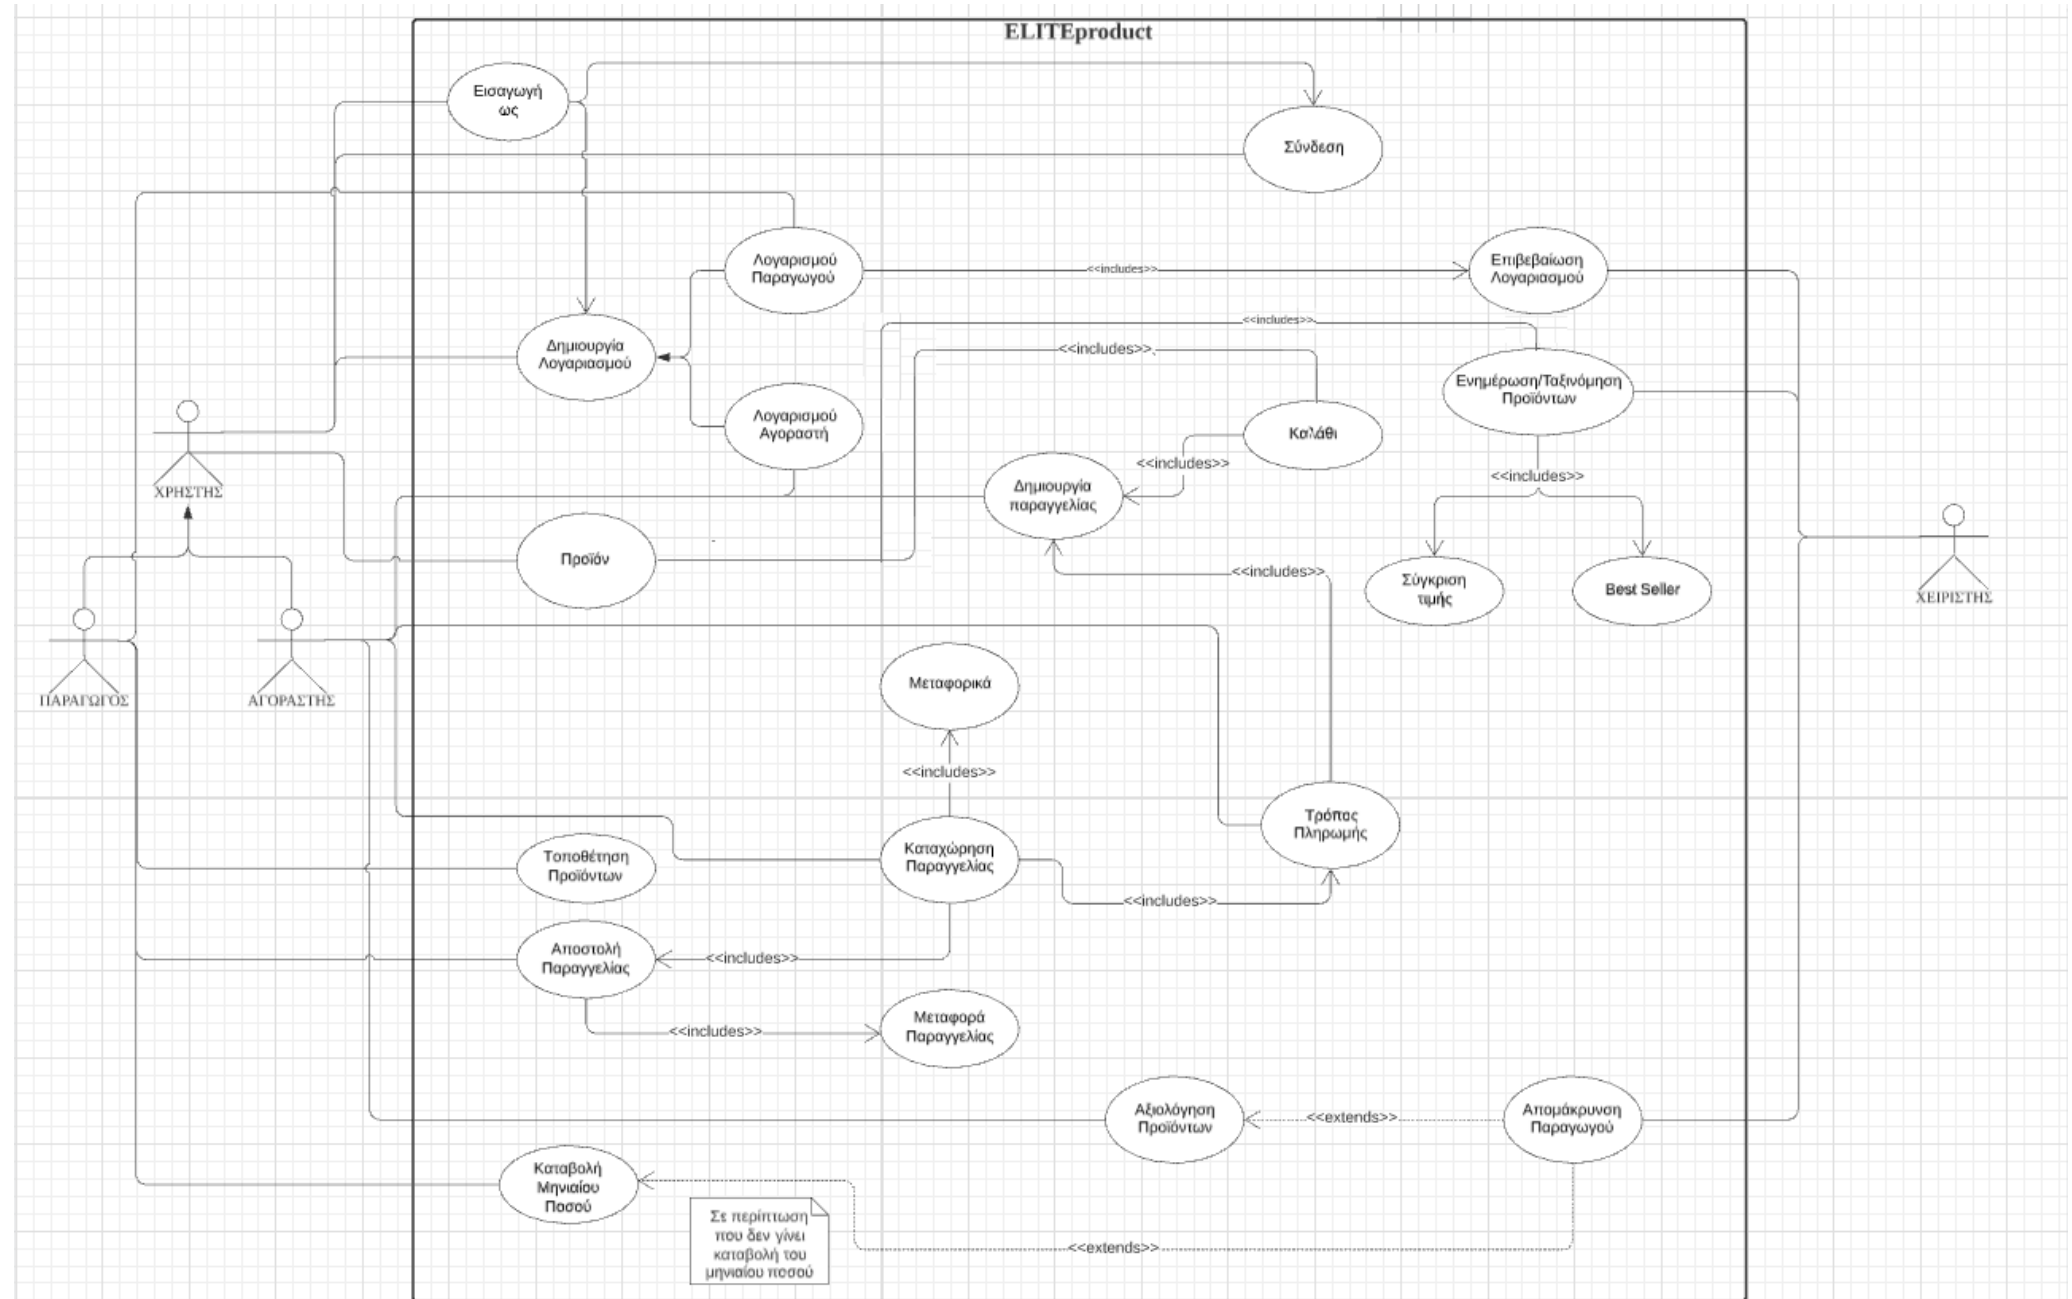 ELITEproduct
Εισαγωγή
ως
Σύνδεση
Λογαρισμού
Παραγωγού
<<includes>>
Επιβεβαίωση
Λογαριασμού
<<includes>>
Δημιουργία
Λογαριασμού
<<includes>>
Ενημέρωση/Ταξινόμηση
Προϊόντων
Λογαρισμού
Αγοραστή
Καλάθι
<<includes>>
<<includes>>
ΧΡΗΣΤΗΣ
Δημιουργία
παραγγελίας
Προϊόν
<<includes>>
Σύγκριση
τιμής
Best Seller
ΧΕΙΡΙΣΤΗΣ
ΠΑΡΑΓΩΓΟΣ
ΑΓΟΡΑΣΤΗΣ
Μεταφορικά
<<includes>>
Τρόπος
Πληρωμής
Τοποθέτηση
Προϊόντων
Καταχώρηση
Παραγγελίας
<<includes>>
Αποστολή
Παραγγελίας
<<includes>>
<<includes>>
Μεταφορά
Παραγγελίας
Αξιολόγηση
Προϊόντων
<<extends>>
Απομάκρυνση
Παραγωγού
Καταβολή
Μηνιαίου
Ποσού
Σε περίπτωση
που δεν γίνει
καταβολή του
μηνιαίου ποσού
<<extends>>